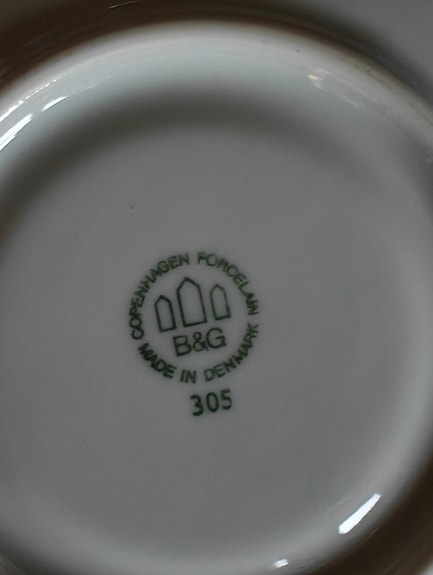 COPENHAGEN PORCELAIN
B&G
MADE IN DENMARK
305